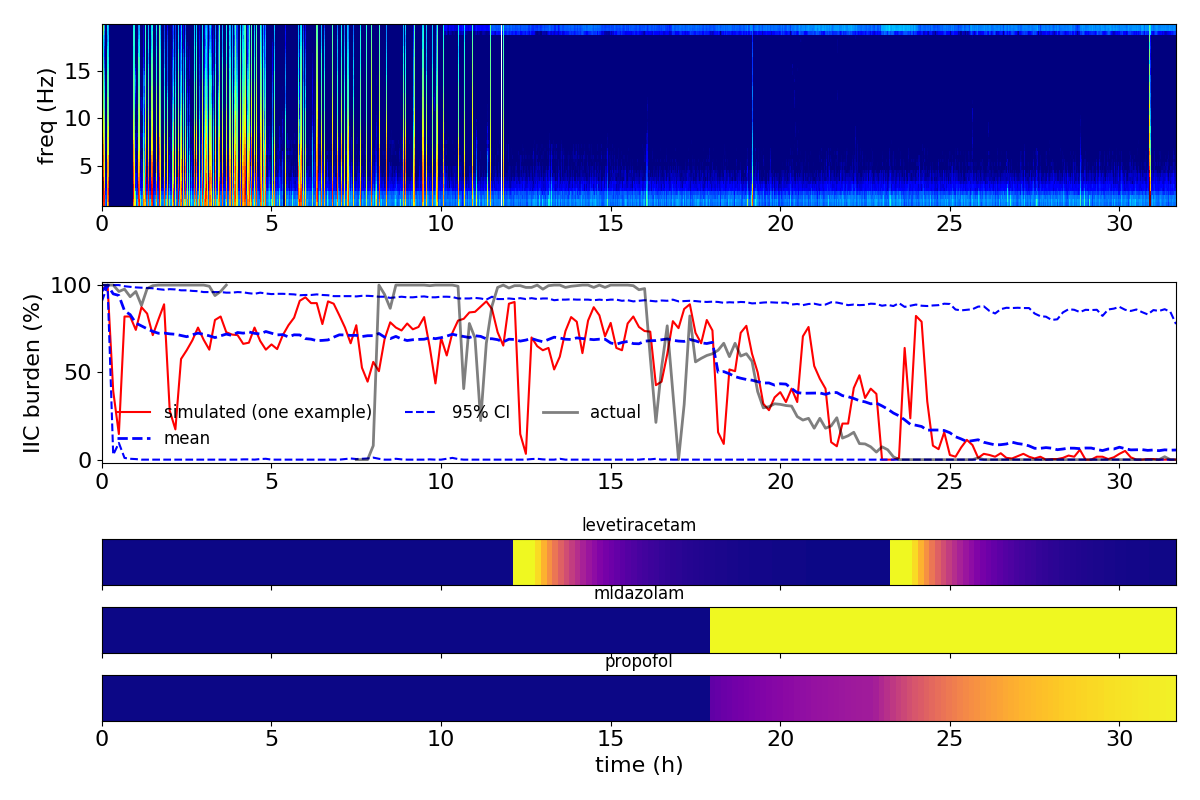 freq (Hz)
15
10
5
0 5 10 15 20 25 30
IIC burden (%)
100
50
0
simulated (one example) 95% CI actual
mean
0 5 10 15 20 25 30
levetiracetam
midazolam
propofol
0 5 10 15 20 25 30
time (h)